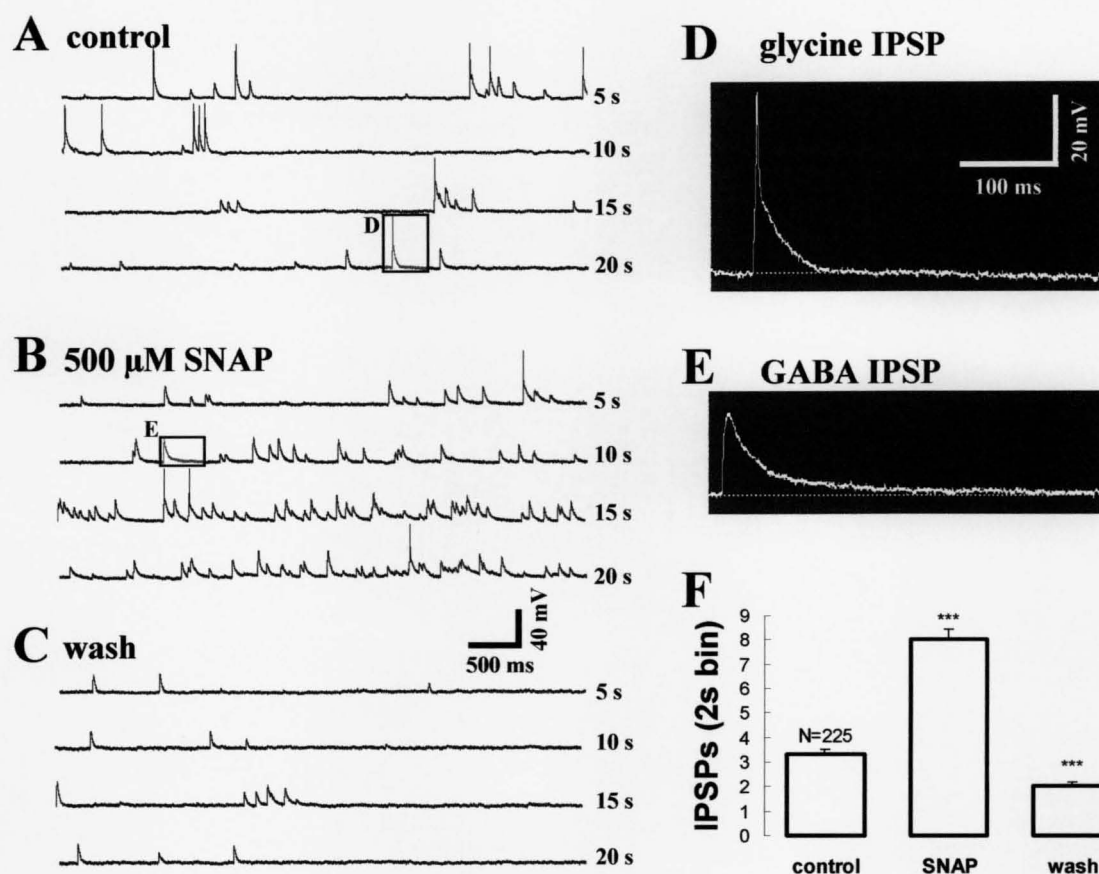 A control
5 s
10 s
15 s
D
20 s
B 500 µM SNAP
5 s
E
10 s
15 s
20 s
40 mV
500 ms
C wash
5 s
10 s
15 s
20 s
D glycine IPSP
20 mV
100 ms
E GABA IPSP
F
IPSPs (2s bin)
9
8
7
6
5
4
3
2
1
0
N=225
***
***
control SNAP wash